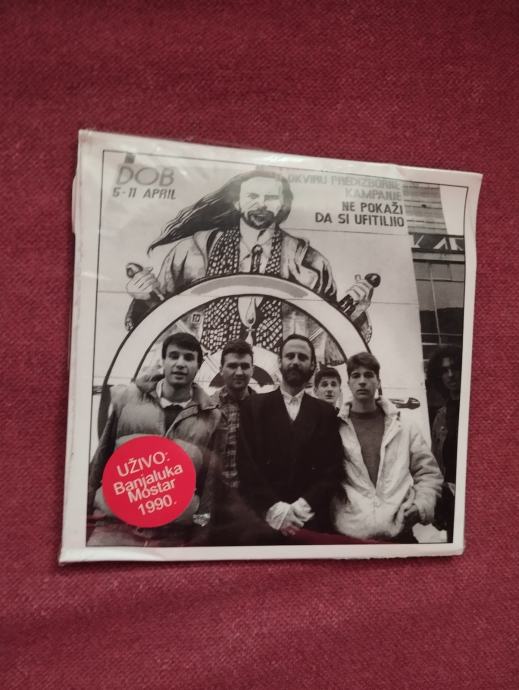 DOB
5-11 APRIL
U OKVIRU PREDIZBORNE
KAMPANJE
NE POKAŽI
DA SI UFITILJIO
UŽIVO:
Banjaluka
Mostar
1990.